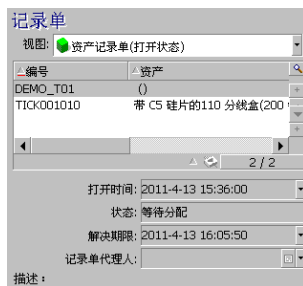 记录单
视图: 资产记录单(打开状态)
编号 资产
DEMO_T01 ()
TICK001010 带 C5 硅片的110 分线盒(200
2 / 2
打开时间: 2011-4-13 15:36:00
状态: 等待分配
解决期限: 2011-4-13 16:05:50
记录单代理人:
描述: